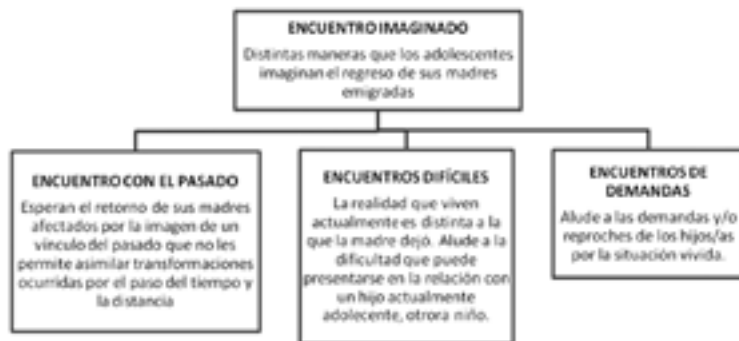 ENCUENTRO IMAGINADO
Distintas maneras que los adolescentes
imaginan el regreso de sus madres
emigradas
ENCUENTRO CON EL PASADO
Esperan el retorno de sus madres
afectados por la imagen de un
vínculo del pasado que no les
permite asimilar transformaciones
ocurridas por el paso del tiempo y
la distancia
ENCUENTROS DIFÍCILES
La realidad que viven
actualmente es distinta a la
que la madre dejó. Alude a la
dificultad que puede
presentarse en la relación con
un hijo actualmente
adolecente, otrora niño.
ENCUENTROS DE
DEMANDAS
Alude a las demandas y/o
reproches de los hijos/as
por la situación vivida.